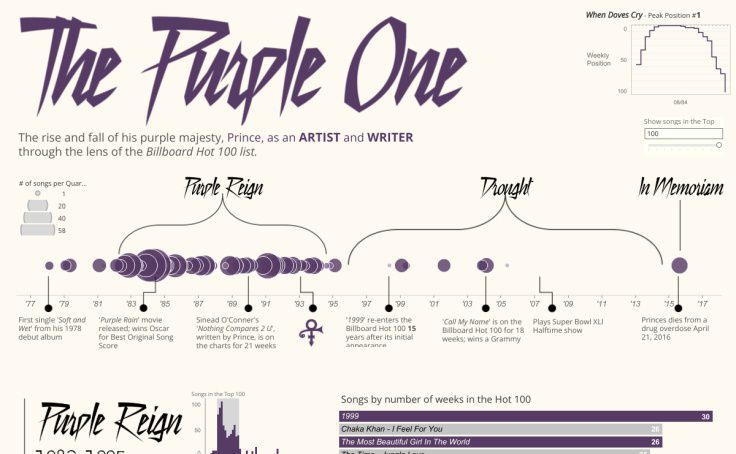 The Purple One
When Doves Cry - Peak Position #1
0
Weekly
Position
50
100
08/84
The rise and fall of his purple majesty, Prince, as an ARTIST and WRITER
through the lens of the Billboard Hot 100 list.
Show songs in the Top
100
# of songs per Quar...
1
20
40
58
Purple Reign
Drought
In Memoriam
'77 '79 '81 '83 '85 '87 '89 '91 '93 '95 '97 '99 '01 '03 '05 '07 '09 '11 '13 '15 '17
First single 'Soft and
Wet' from his 1978
debut album
'Purple Rain' movie
released; wins Oscar
for Best Original Song
Score
Sinead O'Conner's
'Nothing Compares 2 U',
written by Prince, is on
the charts for 21 weeks
'1999' re-enters the
Billboard Hot 100 15
years after its initial
appearance
'Call My Name' is on the
Billboard Hot 100 for 18
weeks; wins a Grammy
Plays Super Bowl XLI
Halftime show
Princes dies from a
drug overdose April
21, 2016
Purple Reign
Songs in the Top 100
100
50
0
Songs by number of weeks in the Hot 100
1999 30
Chaka Khan - I Feel For You 26
The Most Beautiful Girl In The World 26